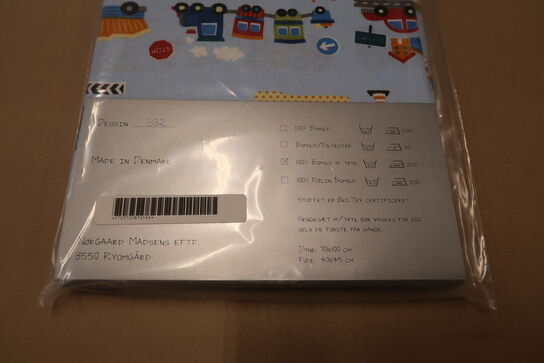 STOP
DESSIN 632
MADE IN DENMARK
NØRGAARD MADSENS EFTF.
8550 RYOMGÅRD
100% BOMULD
BOMULD/POLYESTER
100% BOMULD M. TRYK
100% POPLIN BOMULD
STOFFET ER ØKO TEX CERTIFICERET.
SENGESÆT M/TRYK BØR VASKES FOR SIG
SELV DE FØRSTE PAR GANGE.
DYNE: 70X100 CM
PUDE: 40X45 CM